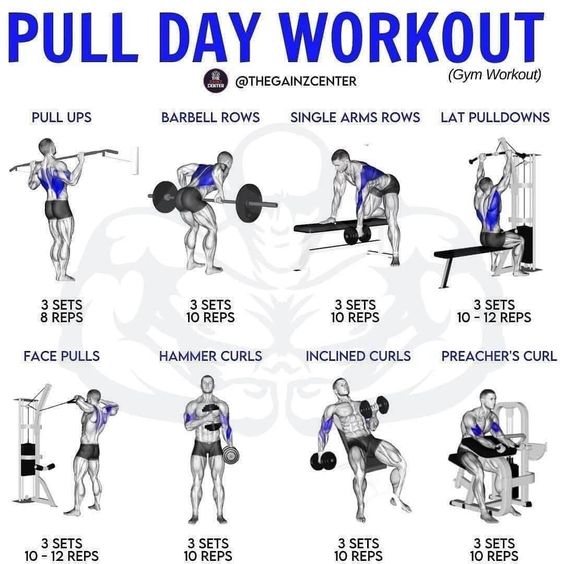 PULL DAY WORKOUT
(Gym Workout)
THE
GAINZ
CENTER
@THEGAINZCENTER
PULL UPS
BARBELL ROWS
SINGLE ARMS ROWS
LAT PULLDOWNS
3 SETS
8 REPS
3 SETS
10 REPS
3 SETS
10 REPS
3 SETS
10 - 12 REPS
FACE PULLS
HAMMER CURLS
INCLINED CURLS
PREACHER'S CURL
3 SETS
10 - 12 REPS
3 SETS
10 REPS
3 SETS
10 REPS
3 SETS
10 REPS